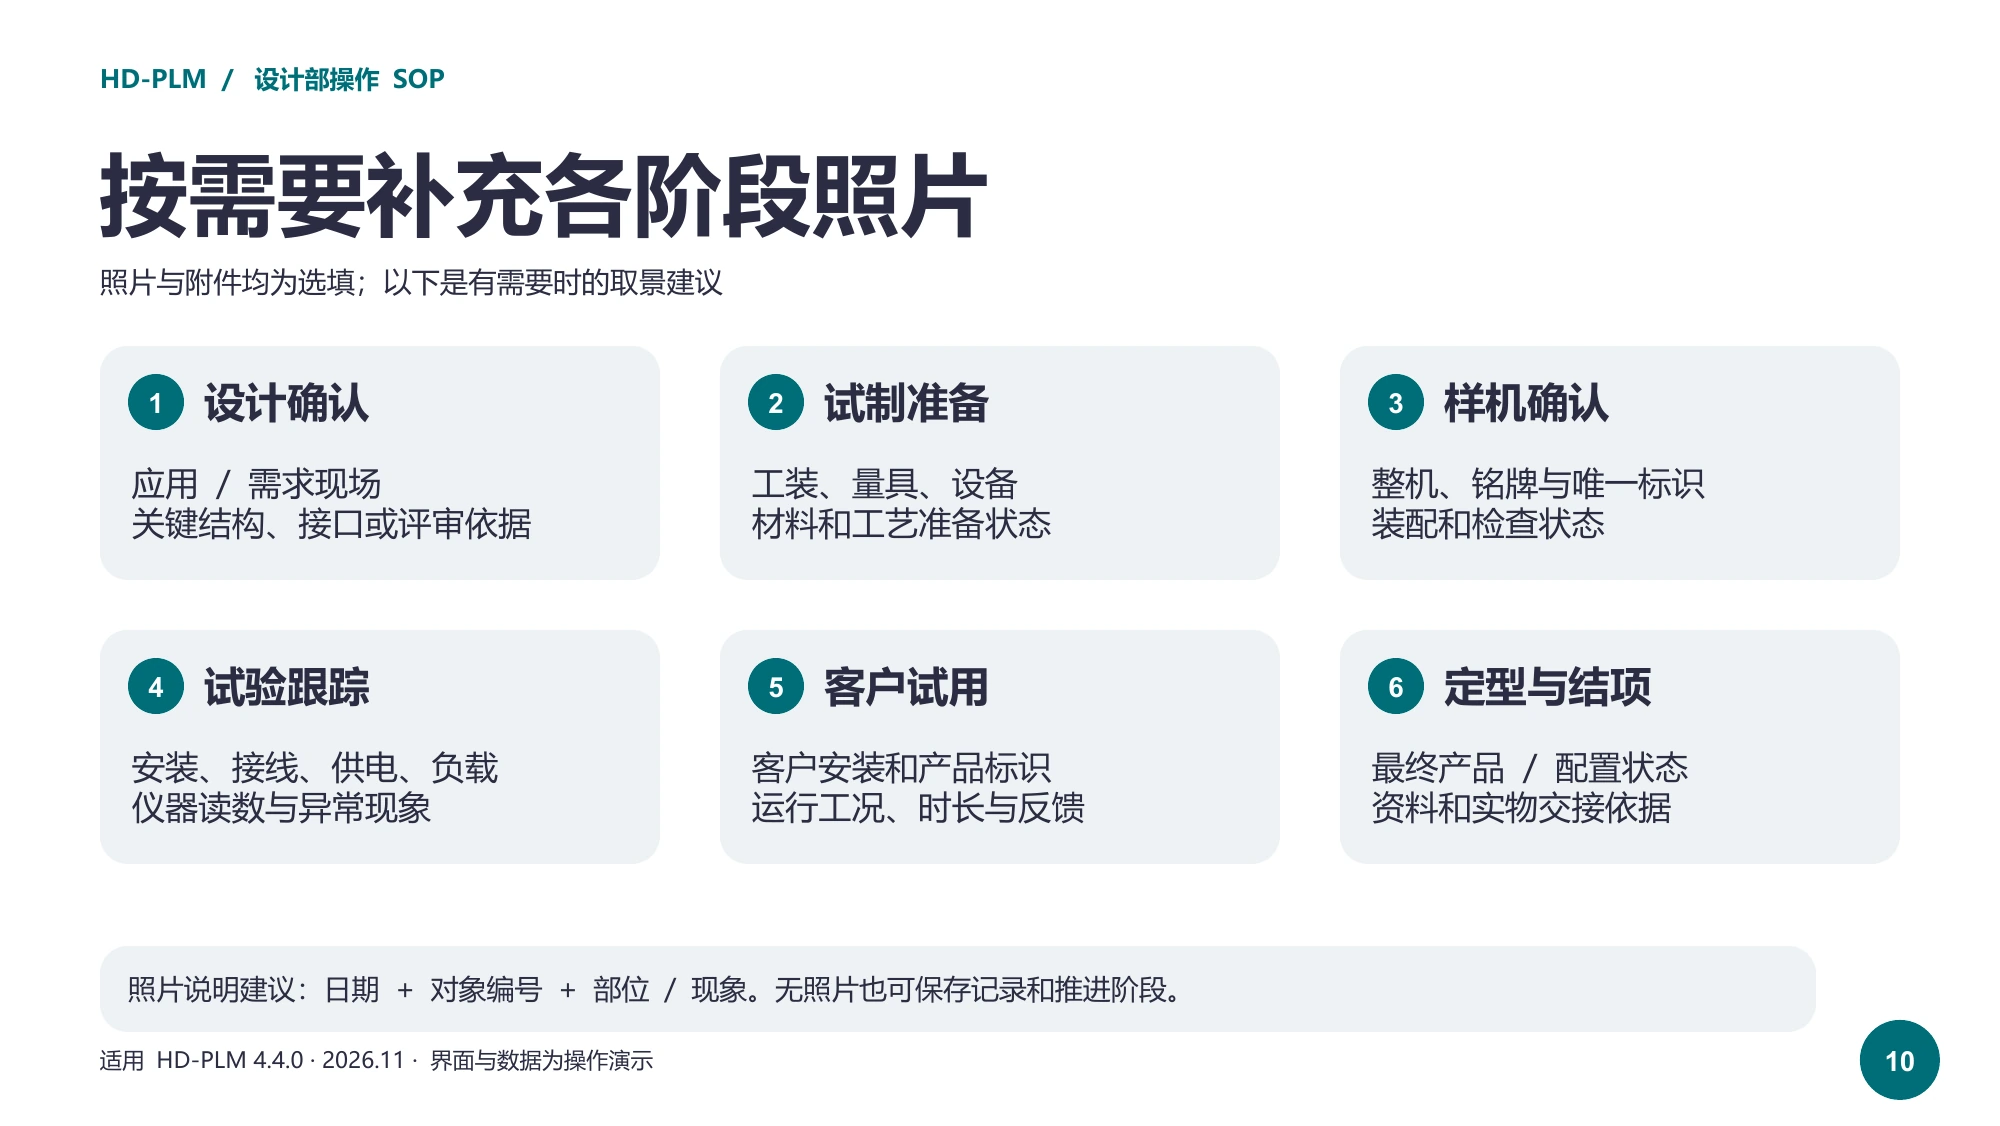 HD-PLM / 设计部操作 SOP
按需要补充各阶段照片
照片与附件均为选填；以下是有需要时的取景建议
1 设计确认
应用 / 需求现场
关键结构、接口或评审依据
2 试制准备
工装、量具、设备
材料和工艺准备状态
3 样机确认
整机、铭牌与唯一标识
装配和检查状态
4 试验跟踪
安装、接线、供电、负载
仪器读数与异常现象
5 客户试用
客户安装和产品标识
运行工况、时长与反馈
6 定型与结项
最终产品 / 配置状态
资料和实物交接依据
照片说明建议：日期 + 对象编号 + 部位 / 现象。无照片也可保存记录和推进阶段。
适用 HD-PLM 4.4.0 · 2026.11 · 界面与数据为操作演示
10